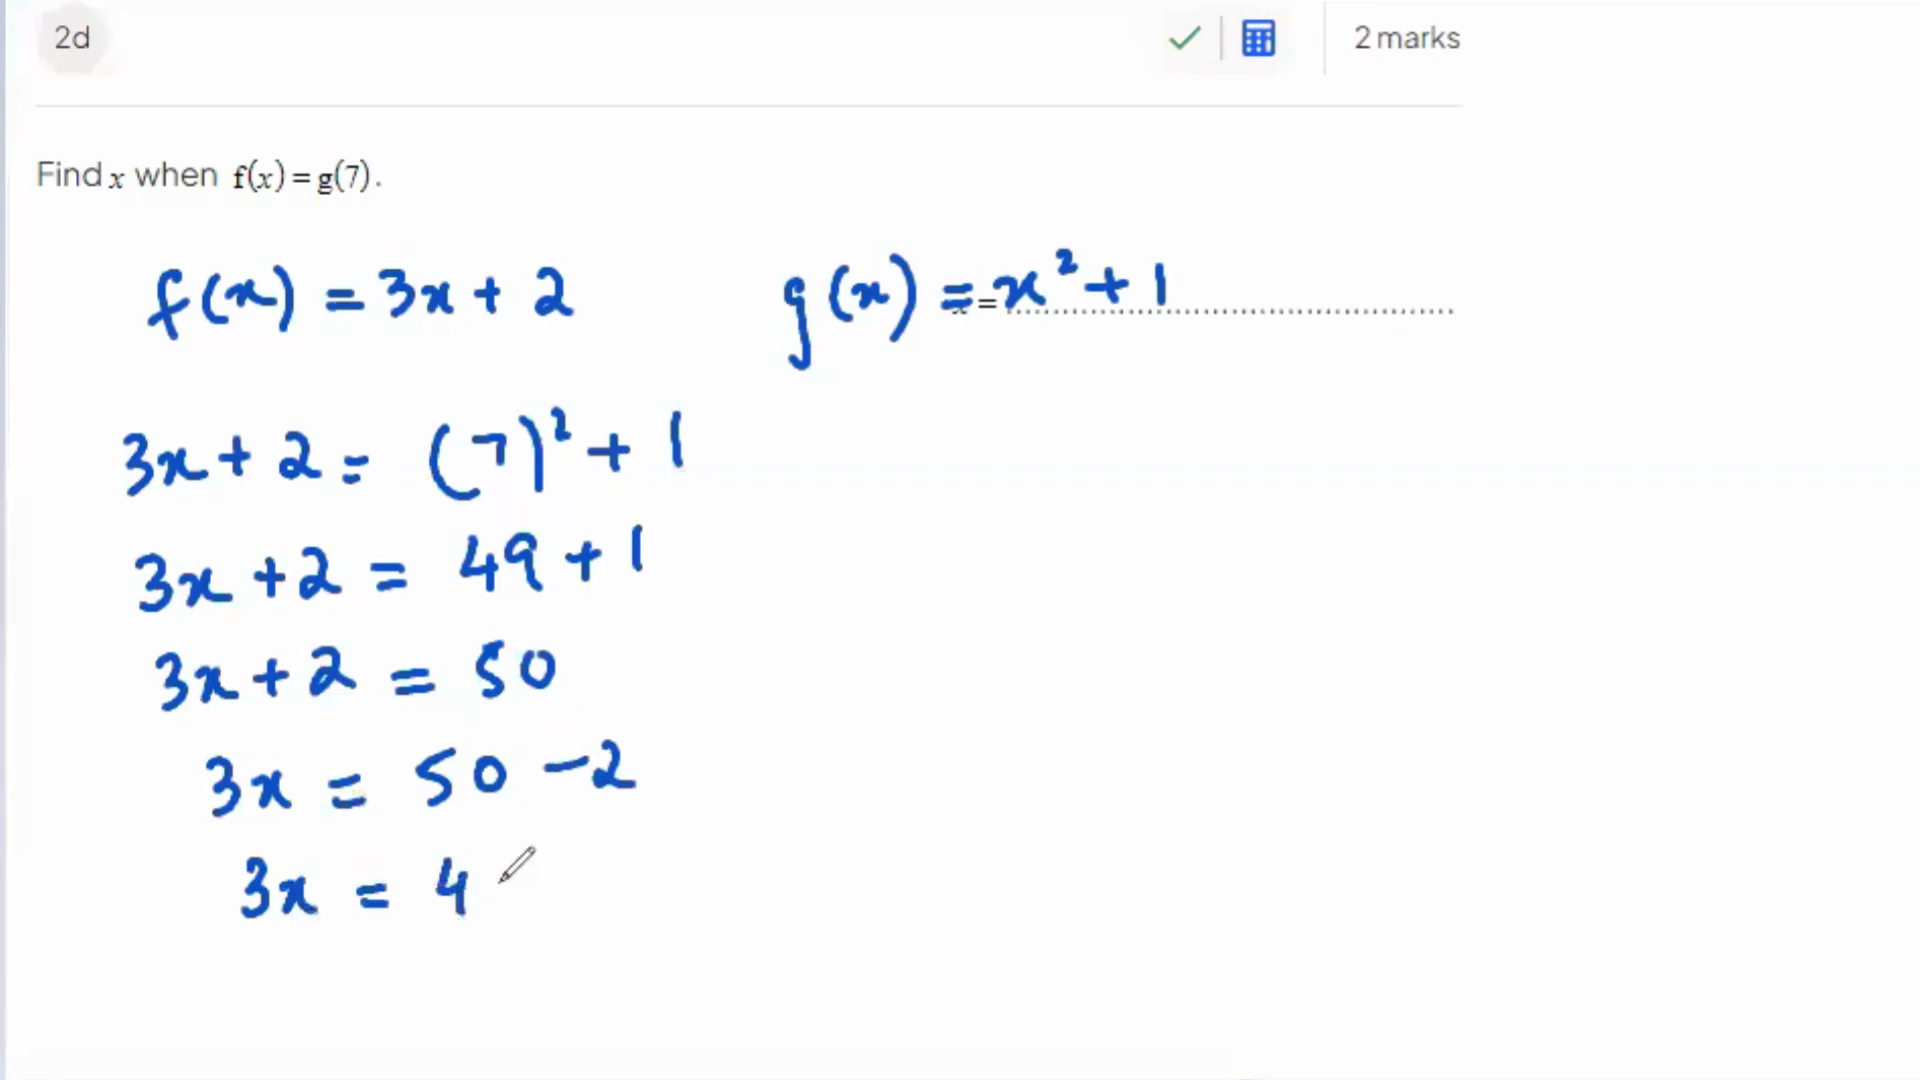 2d
2 marks
Find x when f(x) = g(7).
f(x) = 3x + 2
g(x) = x² + 1
x = ........................................
3x + 2 = (7)² + 1
3x + 2 = 49 + 1
3x + 2 = 50
3x = 50 - 2
3x = 4